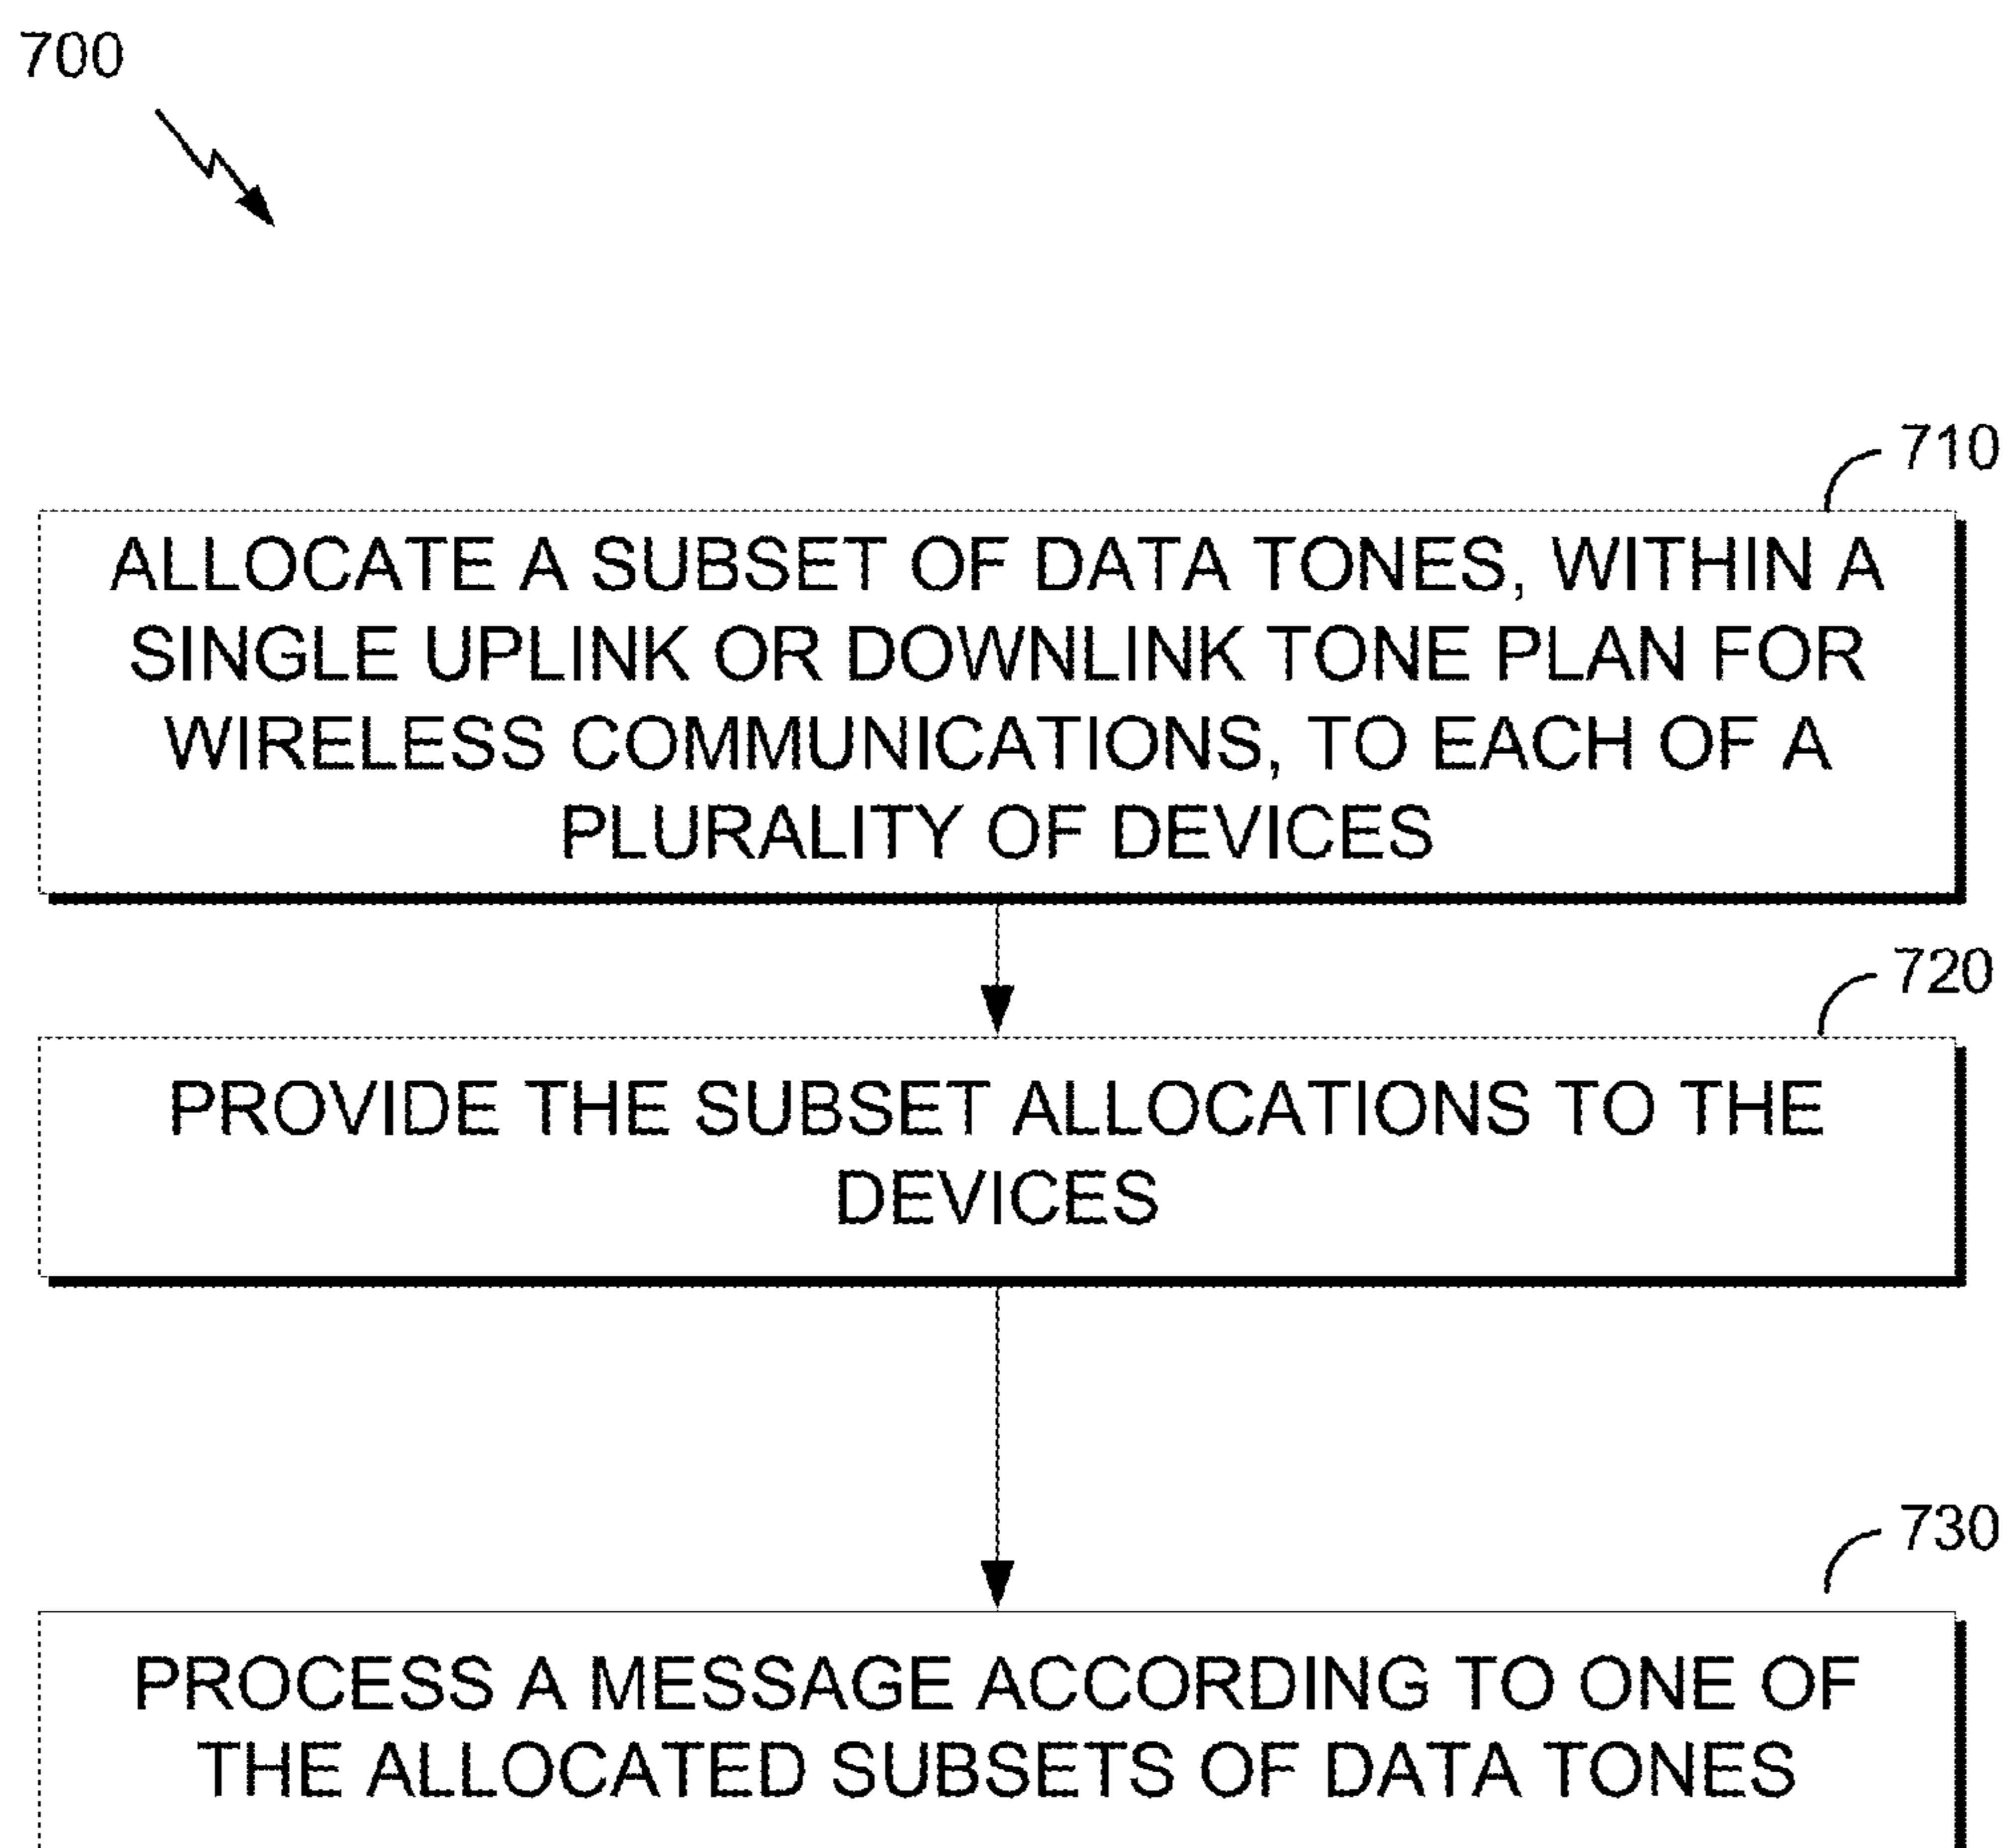 700
710
ALLOCATE A SUBSET OF DATA TONES, WITHIN A
SINGLE UPLINK OR DOWNLINK TONE PLAN FOR
WIRELESS COMMUNICATIONS, TO EACH OF A
PLURALITY OF DEVICES
720
PROVIDE THE SUBSET ALLOCATIONS TO THE
DEVICES
730
PROCESS A MESSAGE ACCORDING TO ONE OF
THE ALLOCATED SUBSETS OF DATA TONES